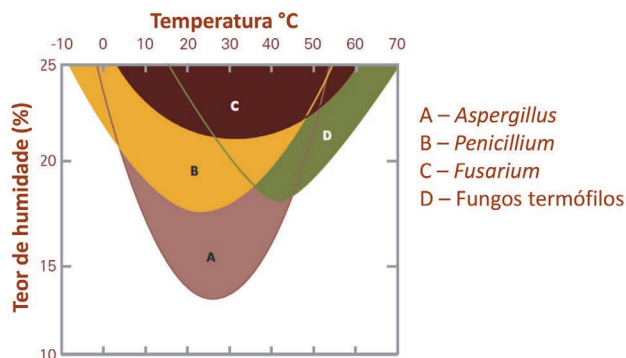 Temperatura °C
-10 0 10 20 30 40 50 60 70
Teor de humidade (%)
25
20
15
10
C
D
B
A
A – Aspergillus
B – Penicillium
C – Fusarium
D – Fungos termófilos